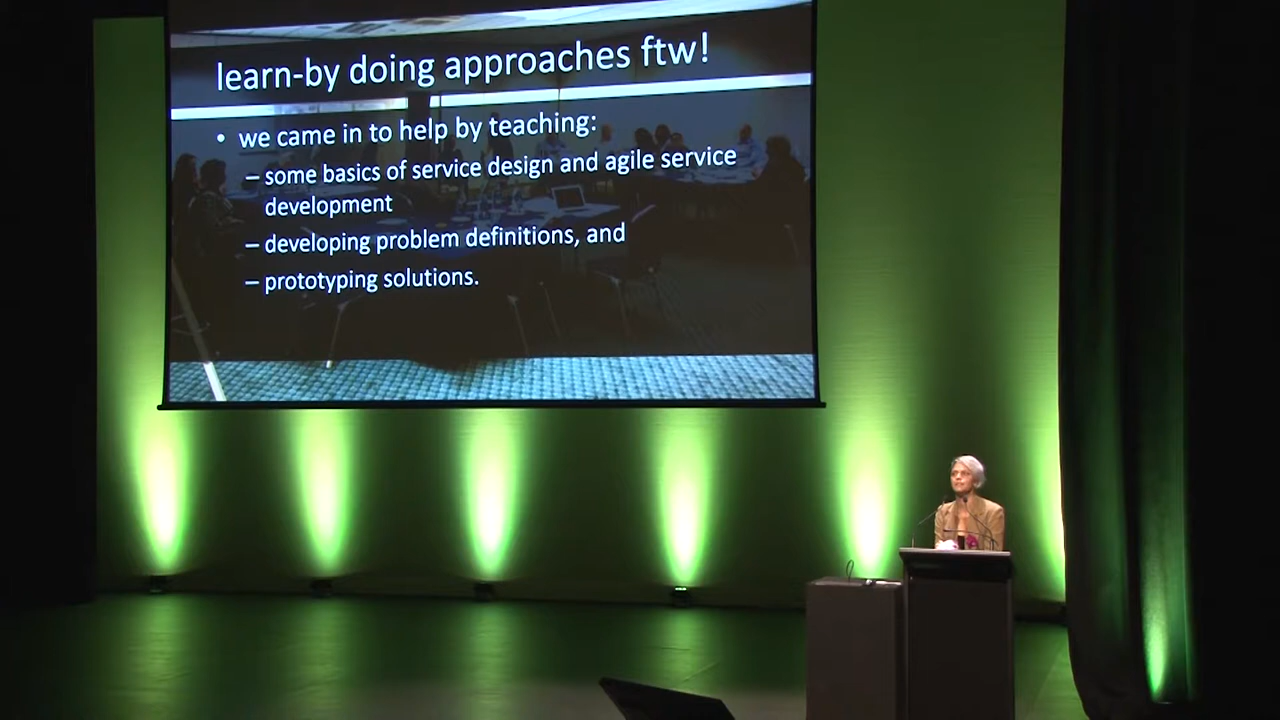 learn-by doing approaches ftw!
• we came in to help by teaching:
– some basics of service design and agile service
development
– developing problem definitions, and
– prototyping solutions.